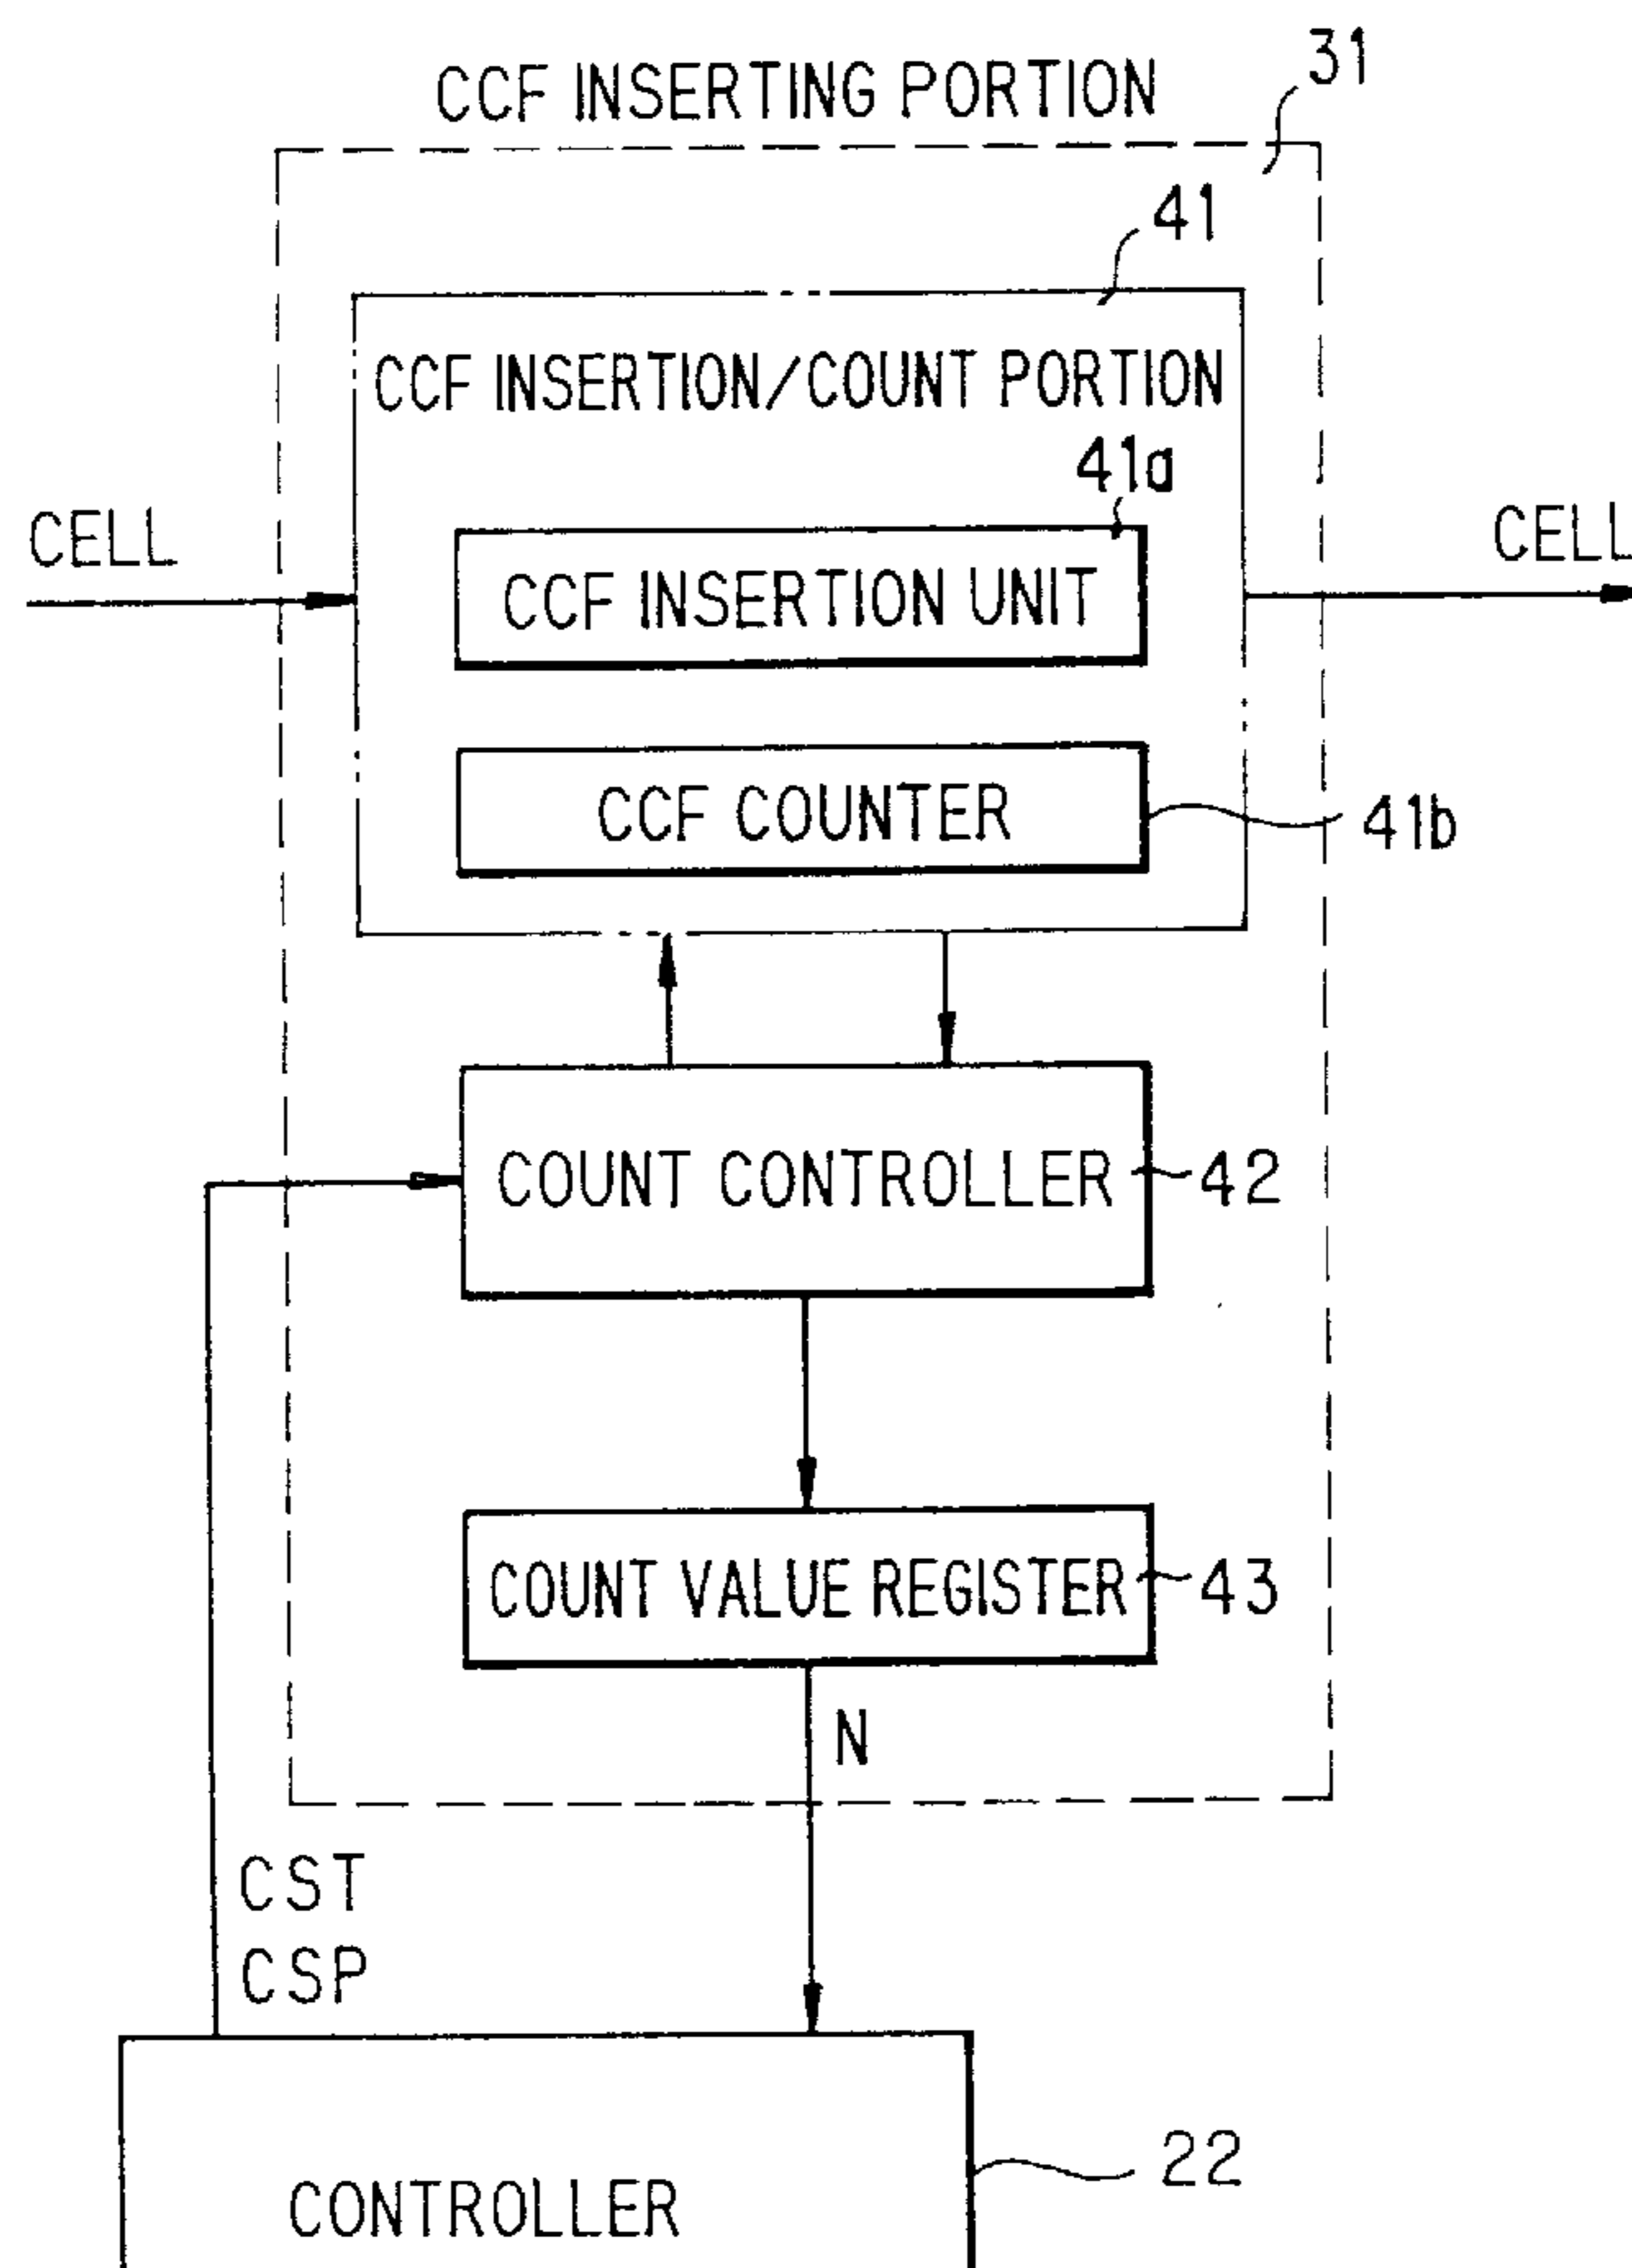 31
CCF INSERTING PORTION
41
CCF INSERTION/COUNT PORTION
41a
CELL
CELL
CCF INSERTION UNIT
CCF COUNTER
41b
COUNT CONTROLLER
42
COUNT VALUE REGISTER
43
N
CST
CSP
22
CONTROLLER